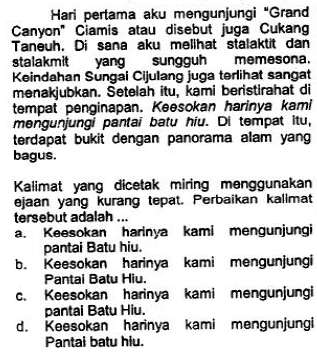 Hari pertama aku mengunjungi "Grand
Canyon" Ciamis atau disebut juga Cukang
Taneuh. Di sana aku melihat stalaktit dan
stalakmit yang sungguh memesona.
Keindahan Sungai Cijulang juga terlihat sangat
menakjubkan. Setelah itu, kami beristirahat di
tempat penginapan. Keesokan harinya kami
mengunjungi pantai batu hiu. Di tempat itu,
terdapat bukit dengan panorama alam yang
bagus.
Kalimat yang dicetak miring menggunakan
ejaan yang kurang tepat. Perbaikan kalimat
tersebut adalah ...
a. Keesokan harinya kami mengunjungi
pantai Batu hiu.
b. Keesokan harinya kami mengunjungi
Pantai Batu Hiu.
c. Keesokan harinya kami mengunjungi
pantai Batu Hiu.
d. Keesokan harinya kami mengunjungi
Pantai batu hiu.